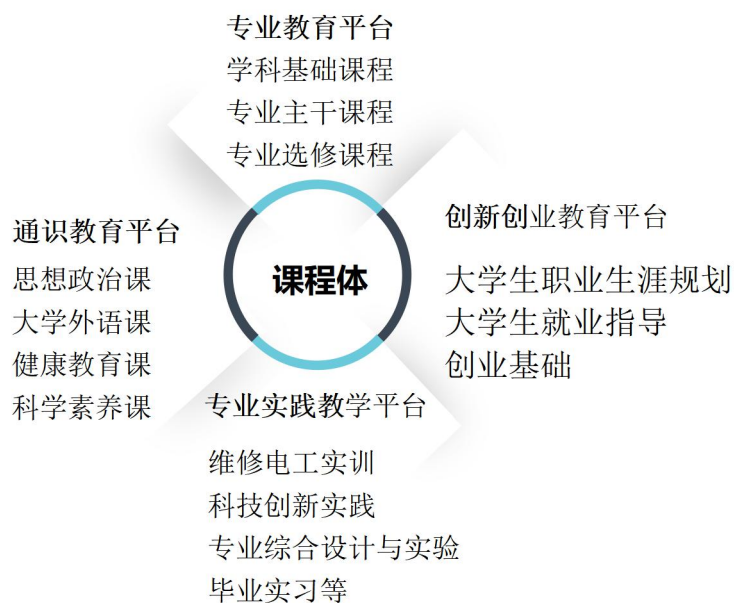 专业教育平台
学科基础课程
专业主干课程
专业选修课程
通识教育平台
思想政治课
大学外语课
健康教育课
科学素养课
课程体
创新创业教育平台
大学生职业生涯规划
大学生就业指导
创业基础
专业实践教学平台
维修电工实训
科技创新实践
专业综合设计与实验
毕业实习等